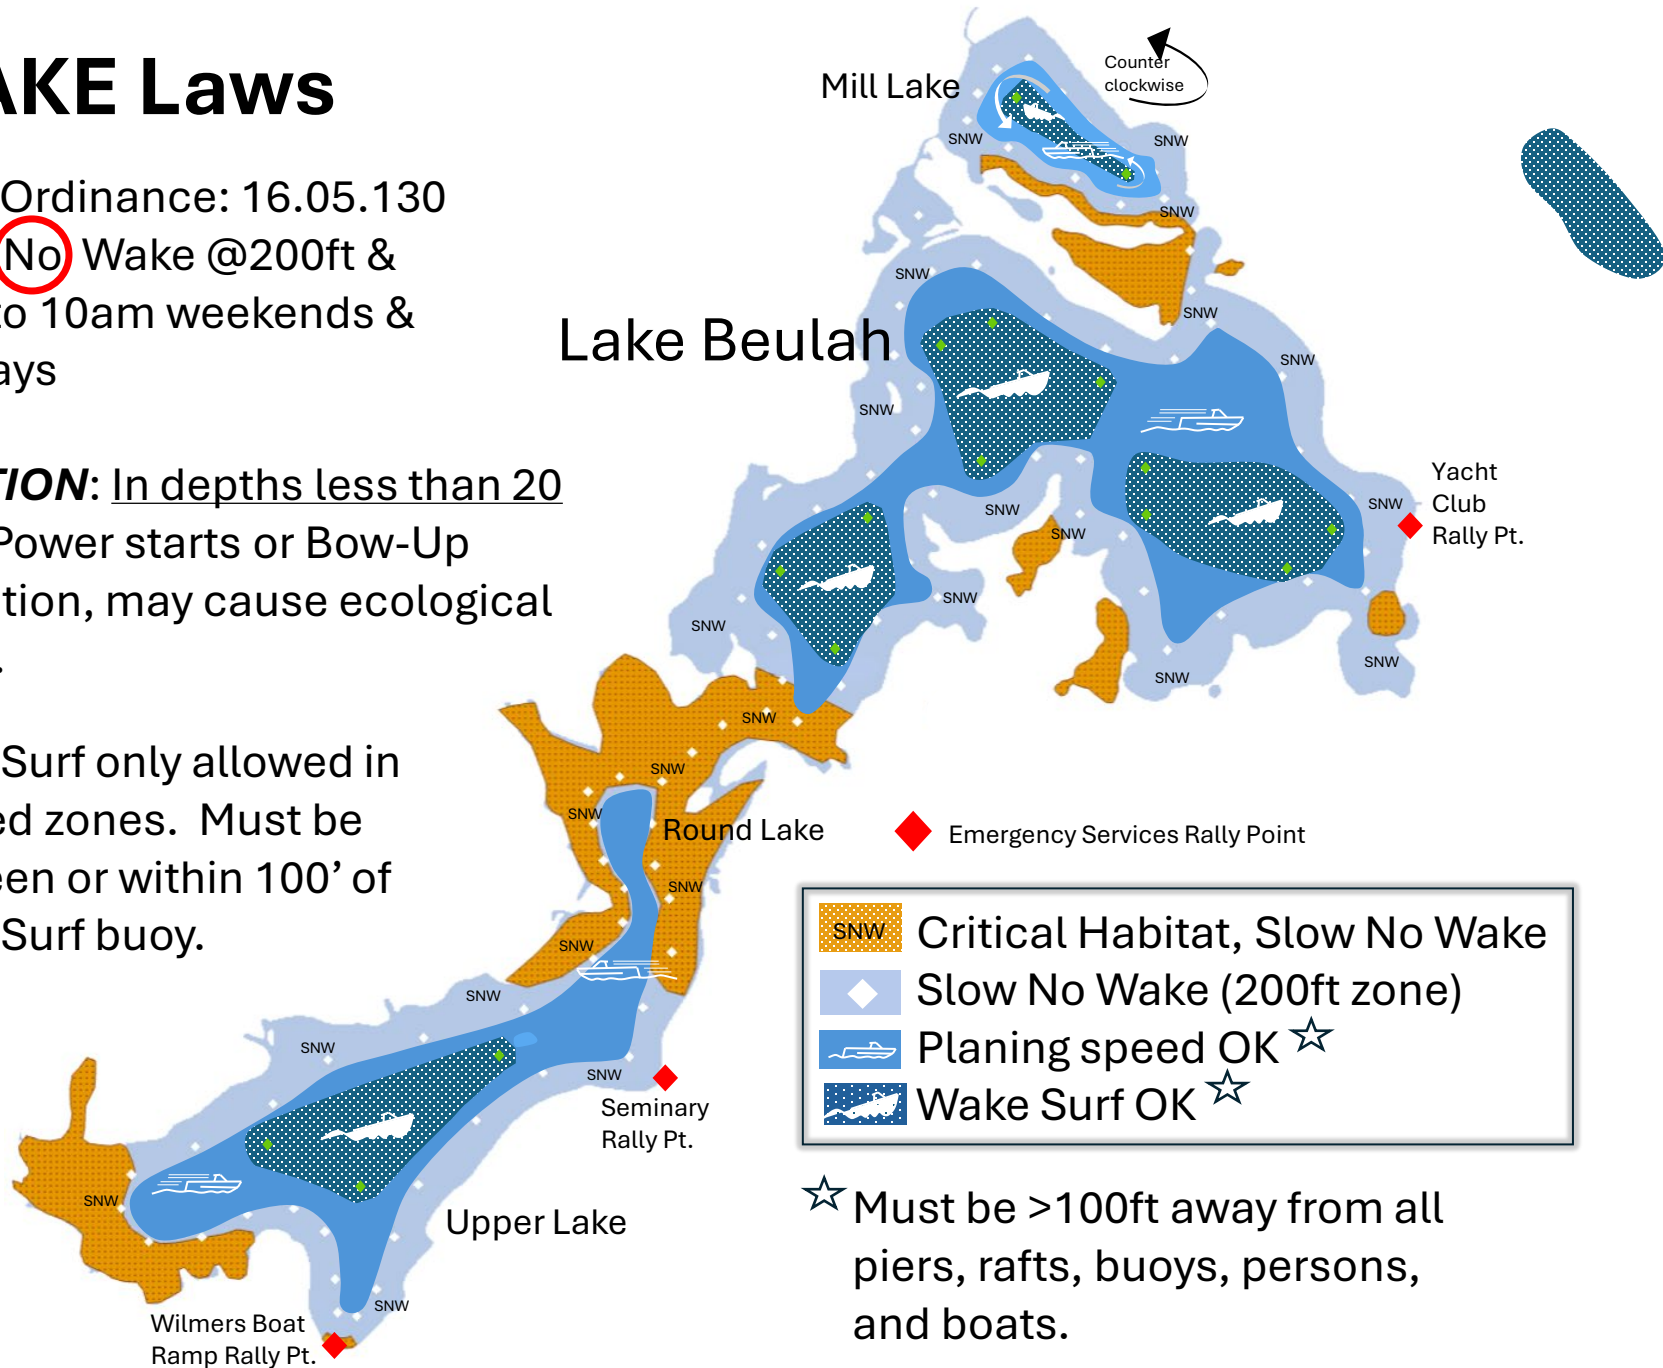 AKE Laws
Ordinance: 16.05.130
No Wake @200ft &
to 10am weekends &
ays
TION: In depths less than 20
Power starts or Bow-Up
tion, may cause ecological
.
Surf only allowed in
ed zones. Must be
een or within 100’ of
Surf buoy.
Mill Lake
Counter
clockwise
SNW
SNW
SNW
SNW
SNW
Lake Beulah
SNW
SNW
Yacht
Club
Rally Pt.
SNW
SNW
SNW
SNW
SNW
SNW
SNW
SNW
SNW
SNW
Round Lake
Emergency Services Rally Point
SNW
SNW
SNW
SNW
SNW
SNW
Seminary
Rally Pt.
SNW
Upper Lake
SNW
Wilmers Boat
Ramp Rally Pt.
SNW Critical Habitat, Slow No Wake
Slow No Wake (200ft zone)
Planing speed OK
Wake Surf OK
Must be >100ft away from all
piers, rafts, buoys, persons,
and boats.